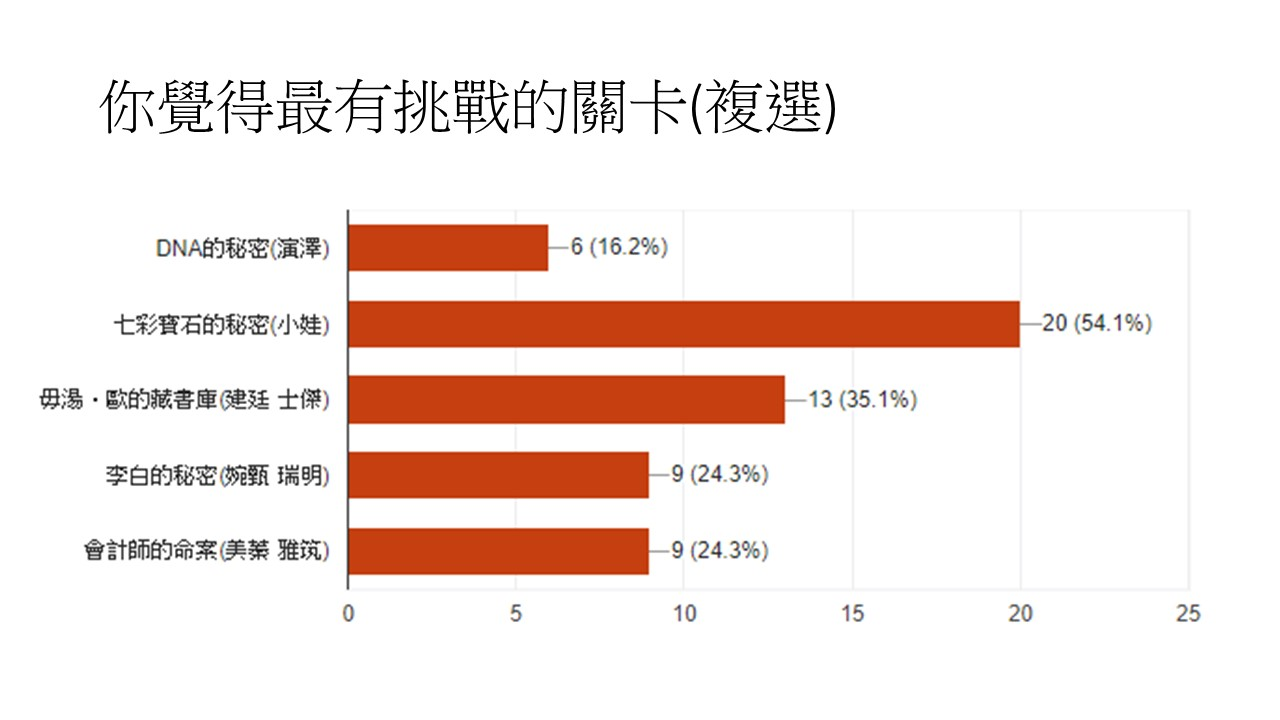 你覺得最有挑戰的關卡(複選)
DNA的秘密(演澤)
6 (16.2%)
七彩寶石的秘密(小娃)
20 (54.1%)
毋湯・歐的藏書庫(建廷 士傑)
13 (35.1%)
李白的秘密(婉甄 瑞明)
9 (24.3%)
會計師的命案(美蓁 雅筑)
9 (24.3%)
0 5 10 15 20 25